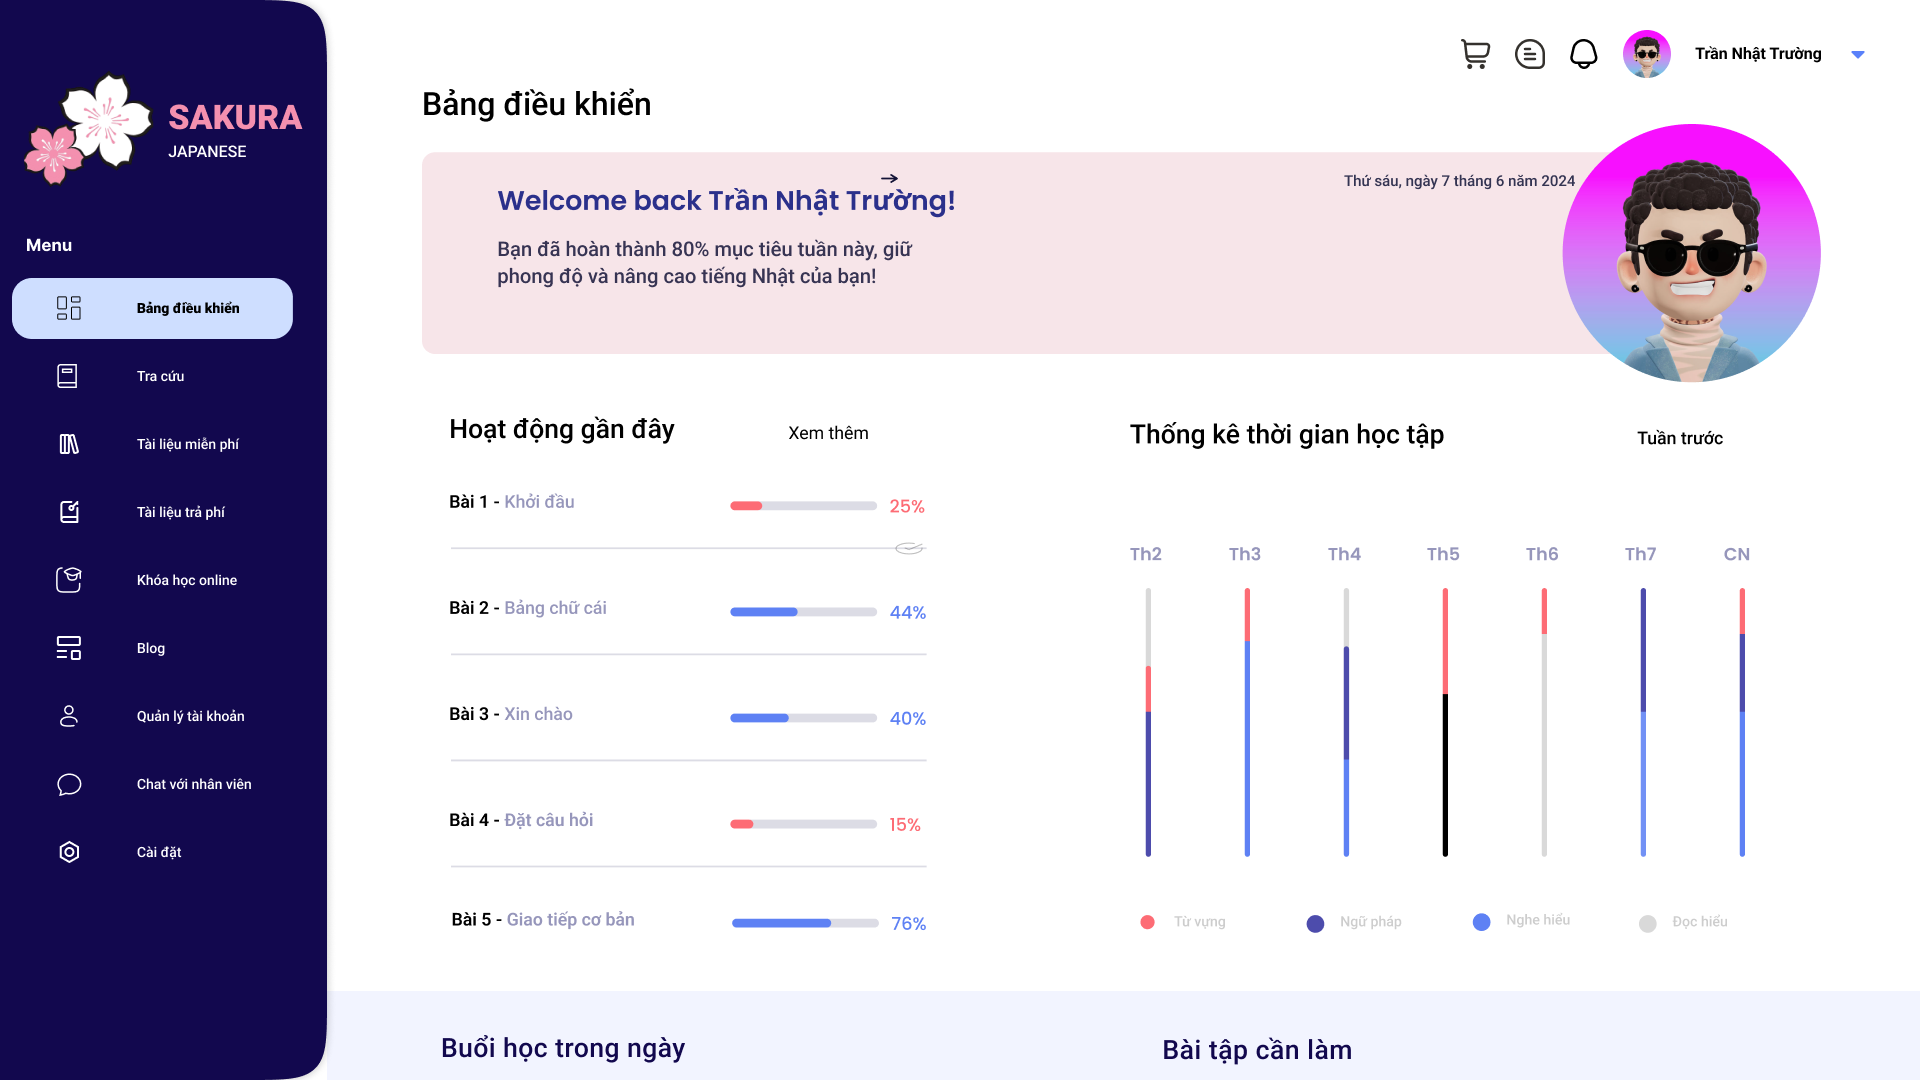 SAKURA
JAPANESE
Menu
Bảng điều khiển
Tra cứu
Tài liệu miễn phí
Tài liệu trả phí
Khóa học online
Blog
Quản lý tài khoản
Chat với nhân viên
Cài đặt
Trần Nhật Trường
Bảng điều khiển
Thứ sáu, ngày 7 tháng 6 năm 2024
Welcome back Trần Nhật Trường!
Bạn đã hoàn thành 80% mục tiêu tuần này, giữ
phong độ và nâng cao tiếng Nhật của bạn!
Hoạt động gần đây
Xem thêm
Bài 1 - Khởi đầu
25%
Bài 2 - Bảng chữ cái
44%
Bài 3 - Xin chào
40%
Bài 4 - Đặt câu hỏi
15%
Bài 5 - Giao tiếp cơ bản
76%
Thống kê thời gian học tập
Tuần trước
Th2 Th3 Th4 Th5 Th6 Th7 CN
Từ vựng Ngữ pháp Nghe hiểu Đọc hiểu
Buổi học trong ngày
Bài tập cần làm